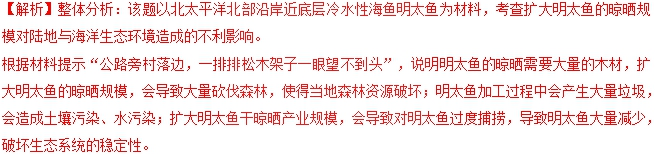 【解析】整体分析：该题以北太平洋北部沿岸近底层冷水性海鱼明太鱼为材料，考查扩大明太鱼的晾晒规
模对陆地与海洋生态环境造成的不利影响。
根据材料提示“公路旁村落边，一排排松木架子一眼望不到头”，说明明太鱼的晾晒需要大量的木材，扩
大明太鱼的晾晒规模，会导致大量砍伐森林，使得当地森林资源破坏；明太鱼加工过程中会产生大量垃圾，
会造成土壤污染、水污染；扩大明太鱼干晾晒产业规模，会导致对明太鱼过度捕捞，导致明太鱼大量减少，
破坏生态系统的稳定性。